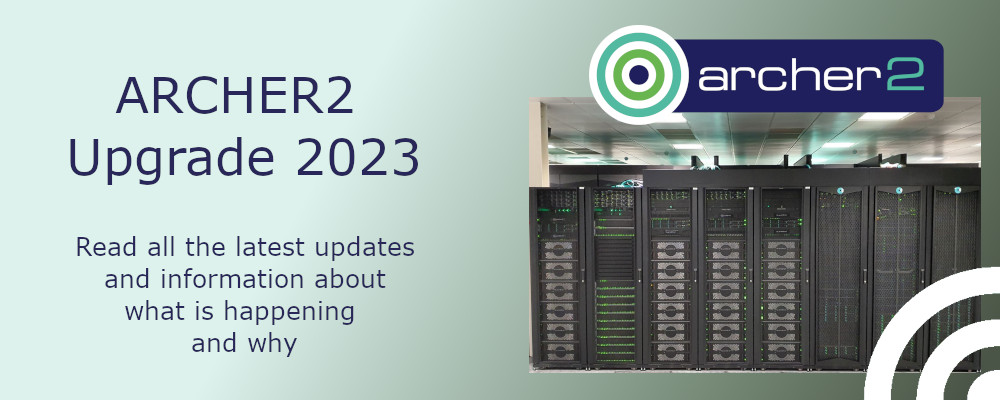 ARCHER2
Upgrade 2023
Read all the latest updates
and information about
what is happening
and why
archer2